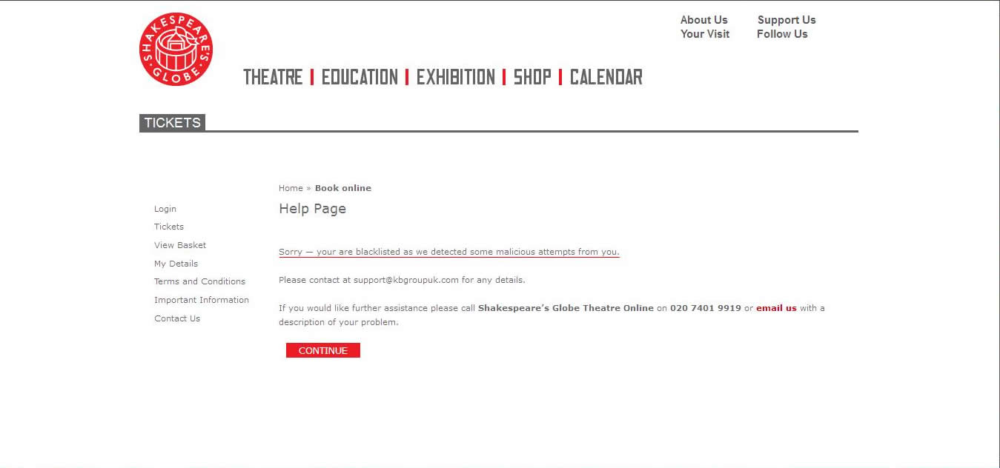 SHAKESPEARE'S · GLOBE ·
About Us
Support Us
Your Visit
Follow Us
THEATRE
EDUCATION
EXHIBITION
SHOP
CALENDAR
TICKETS
Home » Book online
Help Page
Login
Tickets
View Basket
My Details
Terms and Conditions
Important Information
Contact Us
Sorry — your are blacklisted as we detected some malicious attempts from you.
Please contact at support@kbgroupuk.com for any details.
If you would like further assistance please call Shakespeare’s Globe Theatre Online on 020 7401 9919 or email us with a
description of your problem.
CONTINUE